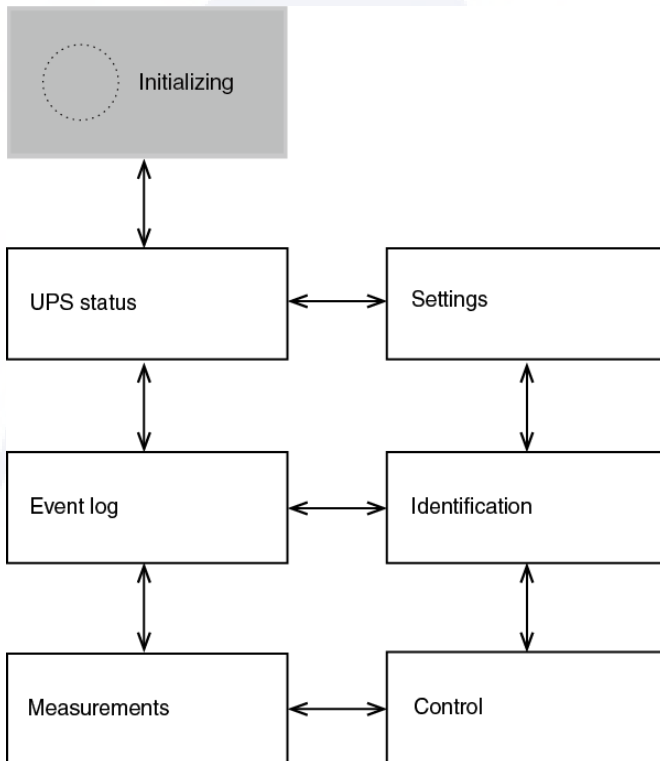 Initializing
UPS status
Settings
Event log
Identification
Measurements
Control